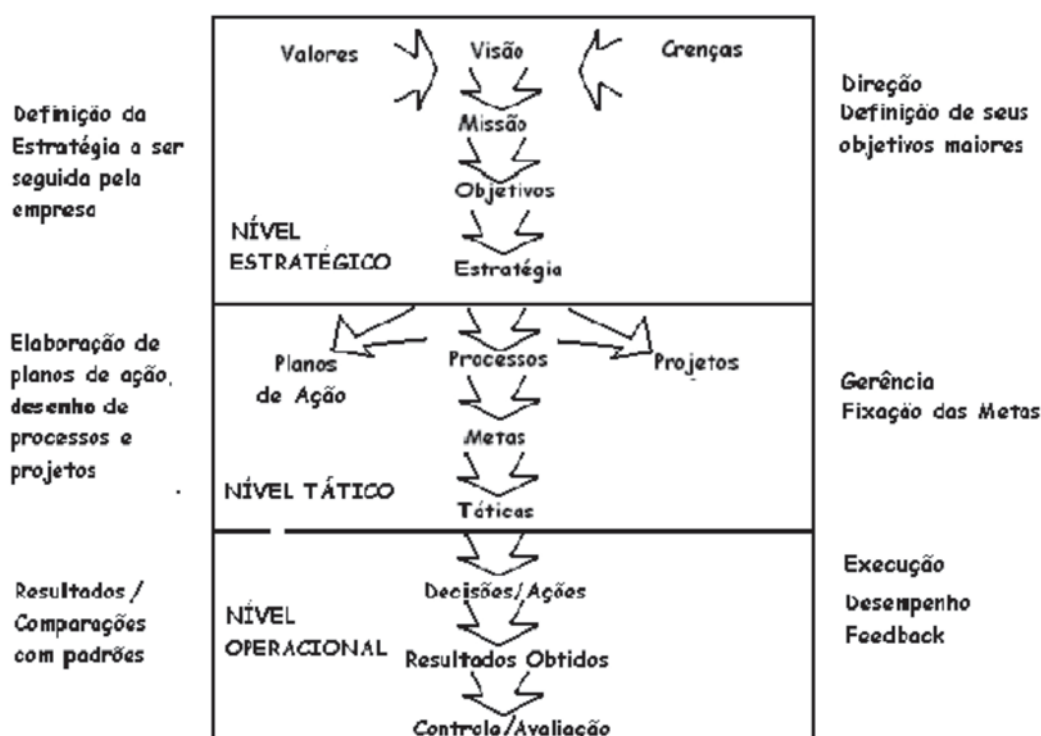 Valores
Visão
Crenças
Missão
Objetivos
Estratégia
NÍVEL
ESTRATÉGICO
Definição da
Estratégia a ser
seguida pela
empresa
Direção
Definição de seus
objetivos maiores
Planos
de Ação
Processos
Projetos
Metas
Táticas
NÍVEL TÁTICO
Elaboração de
planos de ação,
desenho de
processos e
projetos
Gerência
Fixação das Metas
Decisões/Ações
Resultados Obtidos
Controle/Avaliação
NÍVEL
OPERACIONAL
Resultados/
Comparações
com padrões
Execução
Desempenho
Feedback